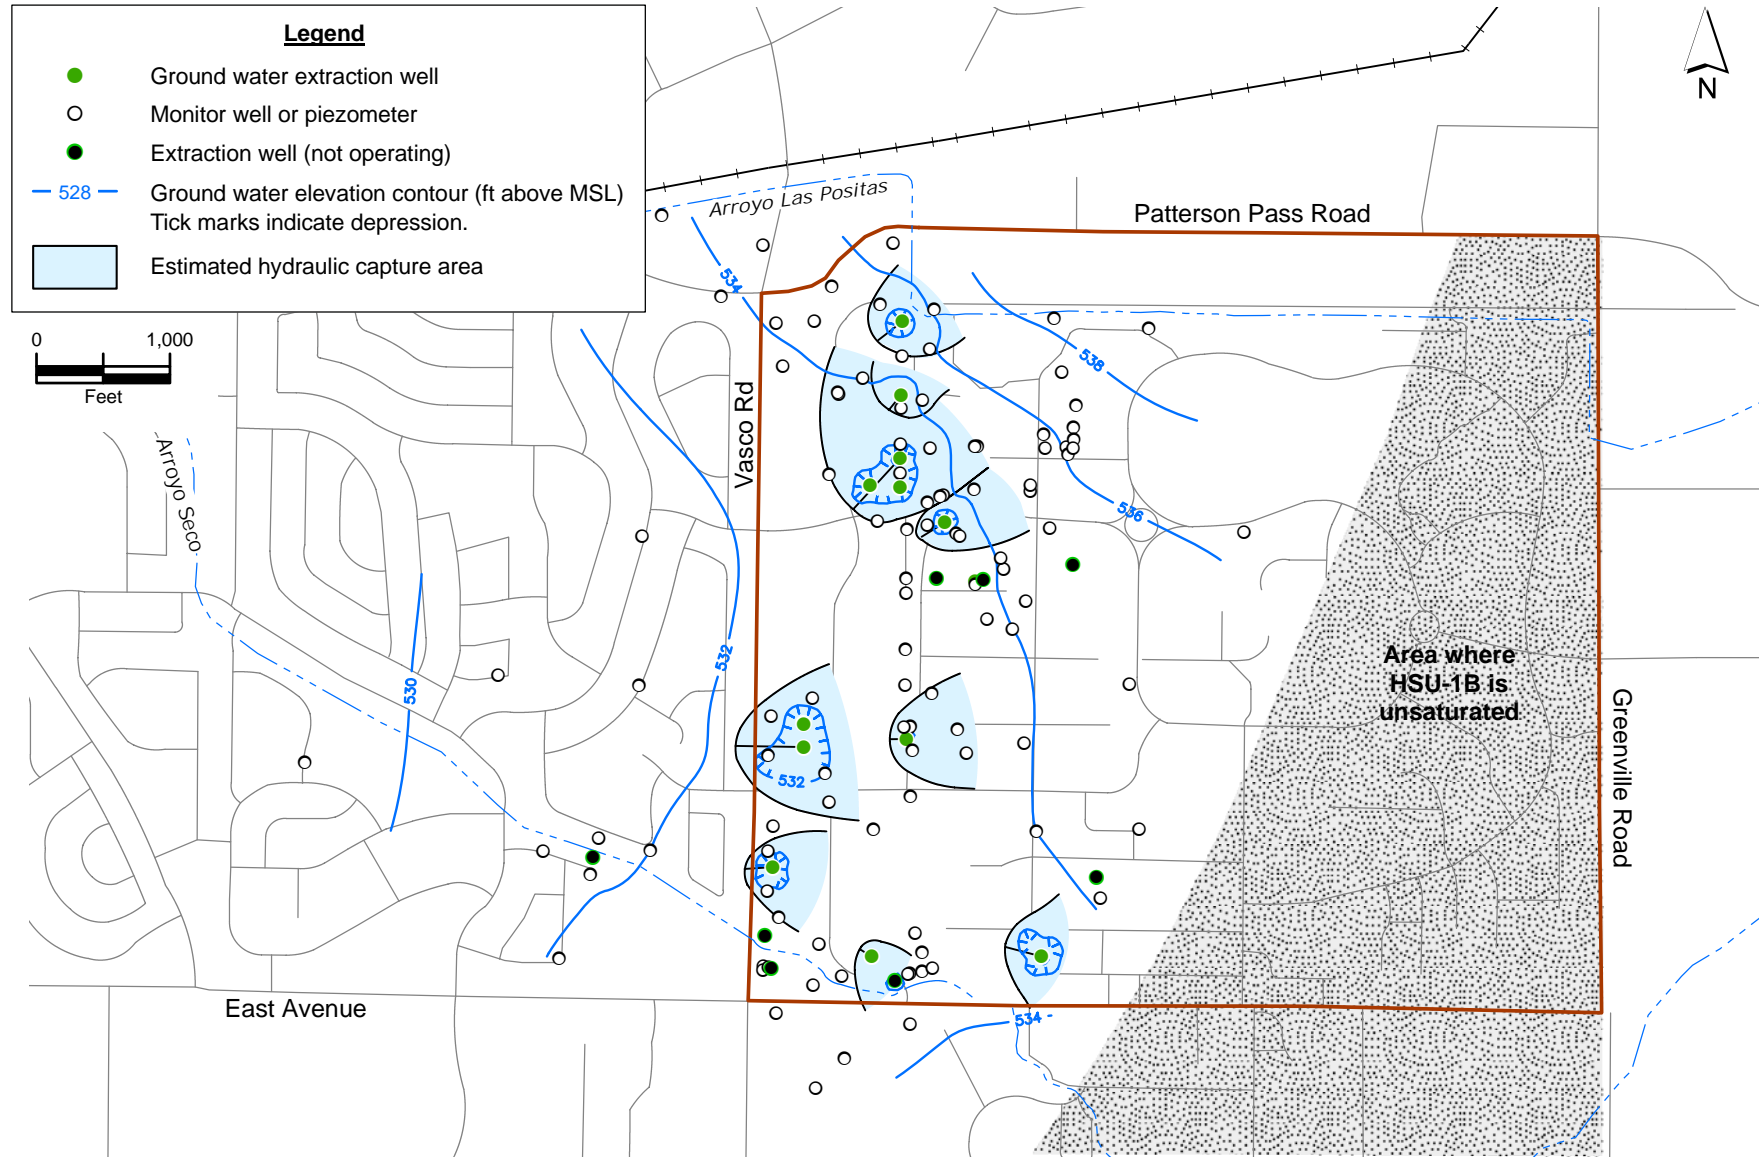 Legend
Ground water extraction well
Monitor well or piezometer
Extraction well (not operating)
528
Ground water elevation contour (ft above MSL)
Tick marks indicate depression.
Estimated hydraulic capture area
0
1,000
Feet
N
Arroyo Las Positas
Patterson Pass Road
534
538
Vasco Rd
Arroyo Seco
536
532
530
Area where
HSU-1B is
unsaturated
Greenville Road
532
East Avenue
534